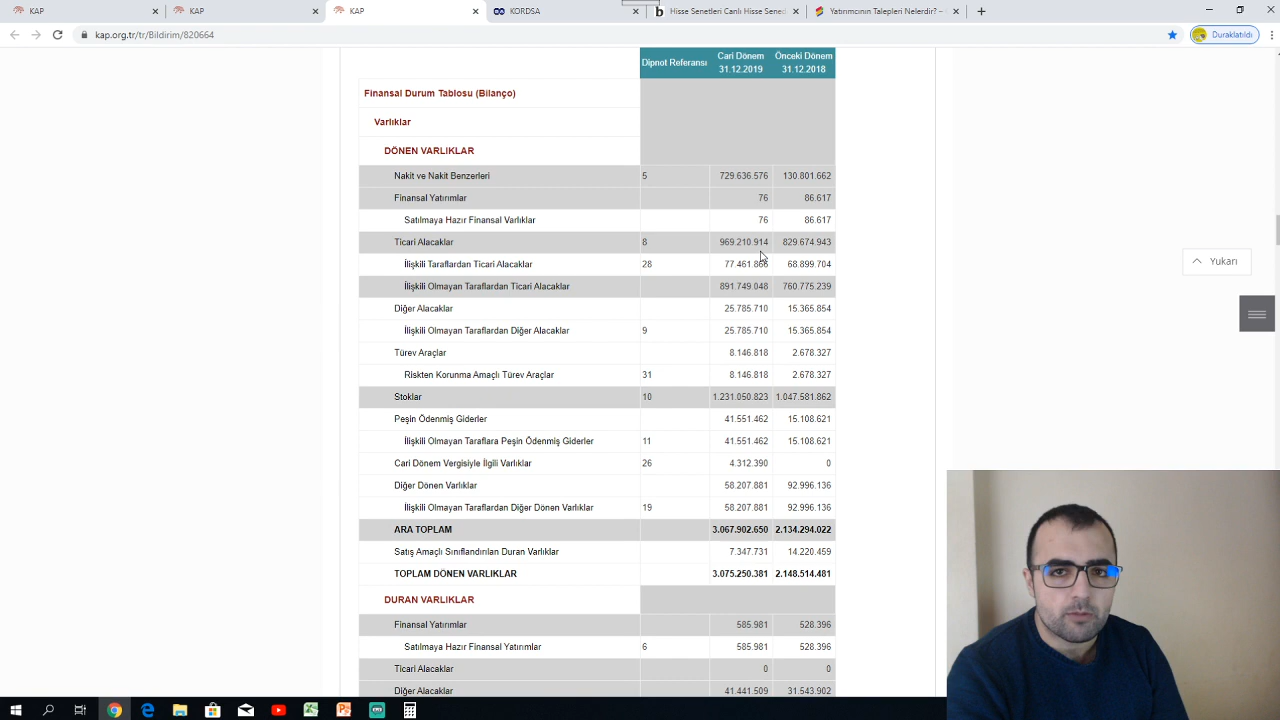 KAP
KAP
KAP
KORDSA
b Hisse Senetleri Canlı Hisse Sened
Yatırımcının Talepleri Nelerdir? –
kap.org.tr/tr/Bildirim/820664
Duraklatıldı
Dipnot Referansı Cari Dönem 31.12.2019 Önceki Dönem 31.12.2018
Finansal Durum Tablosu (Bilanço)
Varlıklar
DÖNEN VARLIKLAR
Nakit ve Nakit Benzerleri 5 729.636.576 130.801.662
Finansal Yatırımlar 76 86.617
Satılmaya Hazır Finansal Varlıklar 76 86.617
Ticari Alacaklar 8 969.210.914 829.674.943
İlişkili Taraflardan Ticari Alacaklar 28 77.461.866 68.899.704
İlişkili Olmayan Taraflardan Ticari Alacaklar 891.749.048 760.775.239
Diğer Alacaklar 25.785.710 15.365.854
İlişkili Olmayan Taraflardan Diğer Alacaklar 9 25.785.710 15.365.854
Türev Araçlar 8.146.818 2.678.327
Riskten Korunma Amaçlı Türev Araçlar 31 8.146.818 2.678.327
Stoklar 10 1.231.050.823 1.047.581.862
Peşin Ödenmiş Giderler 41.551.462 15.108.621
İlişkili Olmayan Taraflara Peşin Ödenmiş Giderler 11 41.551.462 15.108.621
Cari Dönem Vergisiyle İlgili Varlıklar 26 4.312.390 0
Diğer Dönen Varlıklar 58.207.881 92.996.136
İlişkili Olmayan Taraflardan Diğer Dönen Varlıklar 19 58.207.881 92.996.136
ARA TOPLAM 3.067.902.650 2.134.294.022
Satış Amaçlı Sınıflandırılan Duran Varlıklar 7.347.731 14.220.459
TOPLAM DÖNEN VARLIKLAR 3.075.250.381 2.148.514.481
DURAN VARLIKLAR
Finansal Yatırımlar 585.981 528.396
Satılmaya Hazır Finansal Yatırımlar 6 585.981 528.396
Ticari Alacaklar 0 0
Diğer Alacaklar 41.441.509 31.543.902
Yukarı